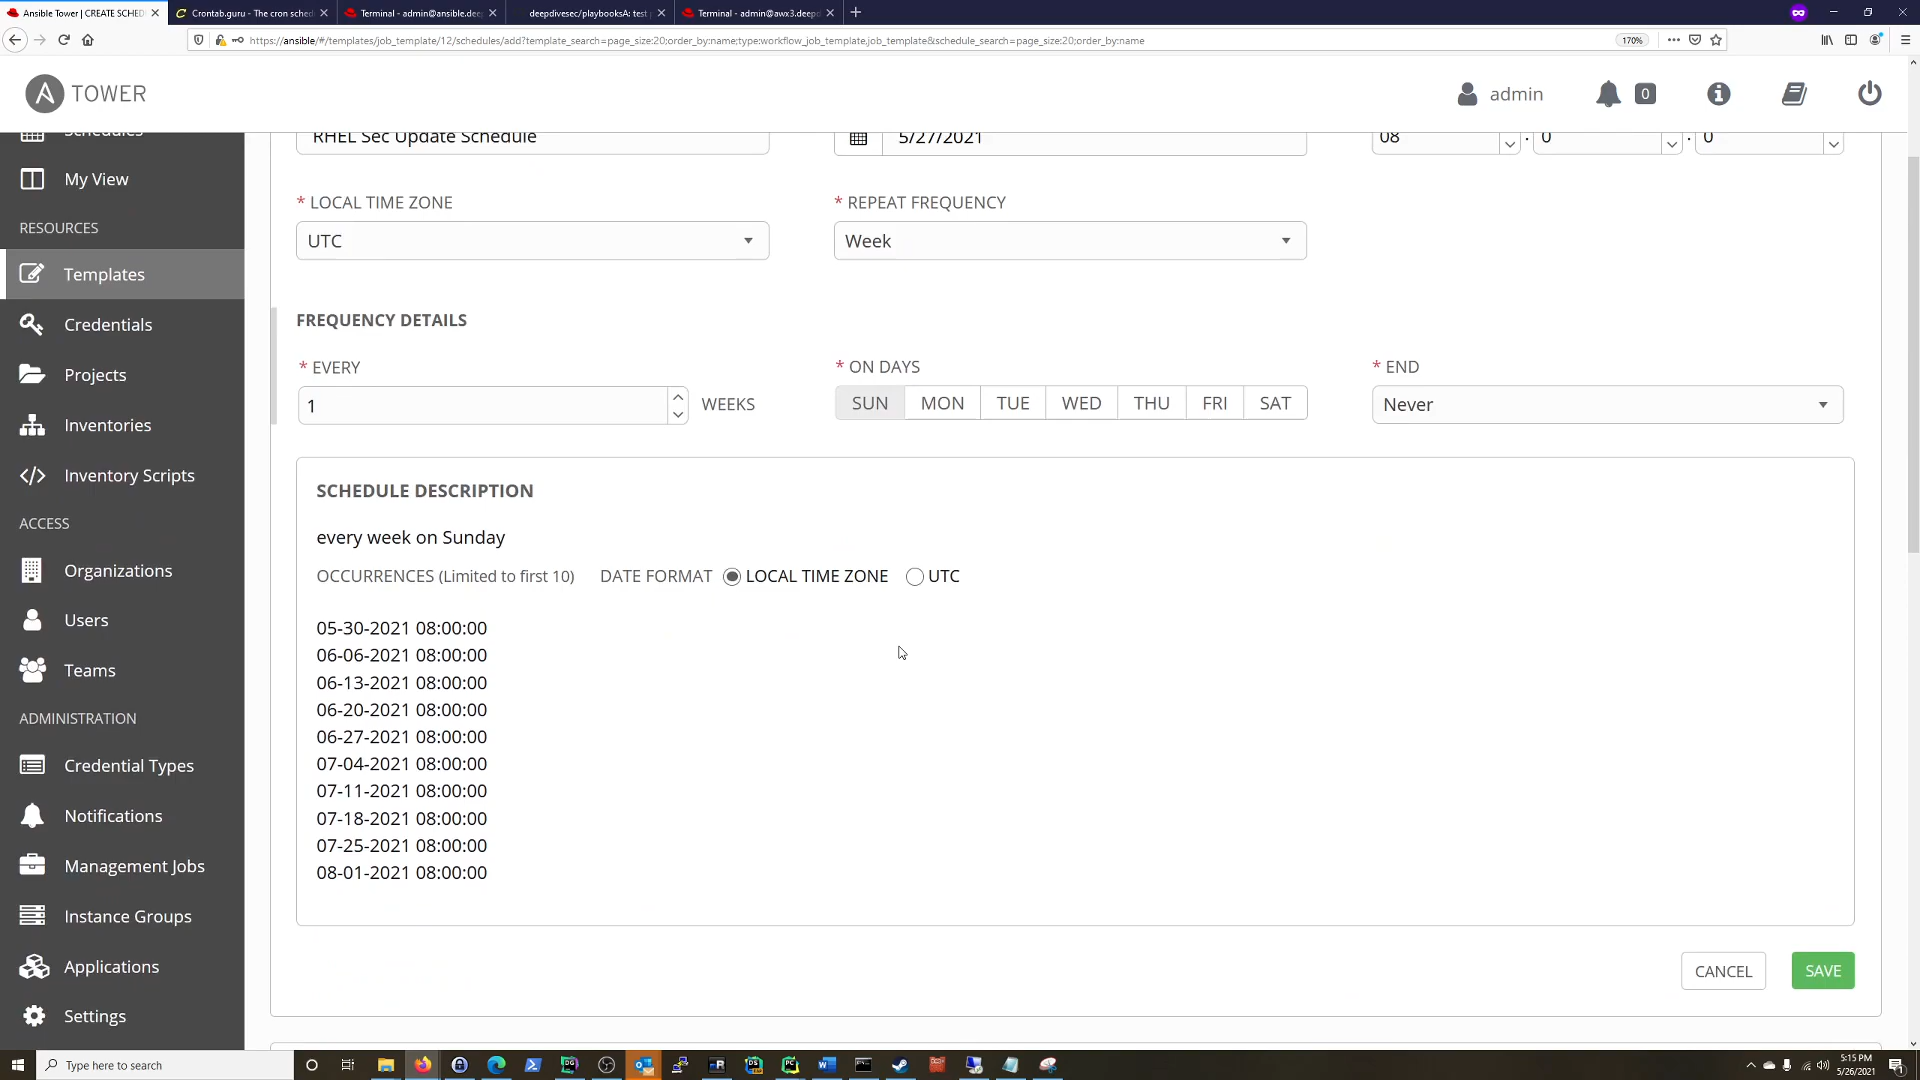 Ansible Tower | CREATE SCHED
Crontab.guru - The cron sched
Terminal - admin@ansible.dee
deepdivesec/playbooksA: test
Terminal - admin@awx3.deepd
https://ansible/#/templates/job_template/12/schedules/add?template_search=page_size:20;order_by:name;type:workflow_job_template,job_template&schedule_search=page_size:20;order_by:name
170%
TOWER
admin
0
Schedules
My View
RESOURCES
Templates
Credentials
Projects
Inventories
Inventory Scripts
ACCESS
Organizations
Users
Teams
ADMINISTRATION
Credential Types
Notifications
Management Jobs
Instance Groups
Applications
Settings
RHEL Sec Update Schedule
5/27/2021
08 : 0 : 0
* LOCAL TIME ZONE
* REPEAT FREQUENCY
UTC
Week
FREQUENCY DETAILS
* EVERY
* ON DAYS
* END
1 WEEKS
SUN MON TUE WED THU FRI SAT
Never
SCHEDULE DESCRIPTION
every week on Sunday
OCCURRENCES (Limited to first 10) DATE FORMAT LOCAL TIME ZONE UTC
05-30-2021 08:00:00
06-06-2021 08:00:00
06-13-2021 08:00:00
06-20-2021 08:00:00
06-27-2021 08:00:00
07-04-2021 08:00:00
07-11-2021 08:00:00
07-18-2021 08:00:00
07-25-2021 08:00:00
08-01-2021 08:00:00
CANCEL
SAVE
Type here to search
5:15 PM
5/26/2021